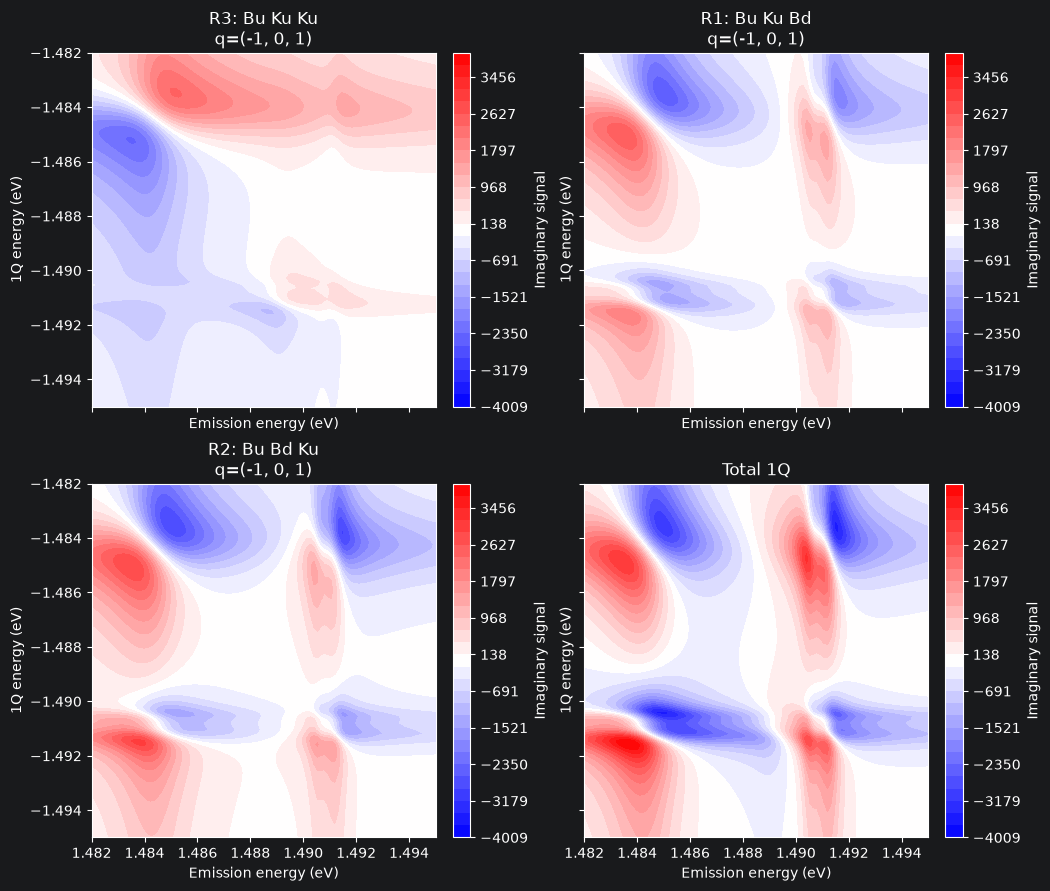 R3: Bu Ku Ku
q=(-1, 0, 1)
−1.482
−1.484
−1.486
−1.488
−1.490
−1.492
−1.494
1Q energy (eV)
Emission energy (eV)
3456
2627
1797
968
138
−691
−1521
−2350
−3179
−4009
Imaginary signal
R1: Bu Ku Bd
q=(-1, 0, 1)
1Q energy (eV)
Emission energy (eV)
3456
2627
1797
968
138
−691
−1521
−2350
−3179
−4009
Imaginary signal
R2: Bu Bd Ku
q=(-1, 0, 1)
−1.482
−1.484
−1.486
−1.488
−1.490
−1.492
−1.494
1Q energy (eV)
1.482 1.484 1.486 1.488 1.490 1.492 1.494
Emission energy (eV)
3456
2627
1797
968
138
−691
−1521
−2350
−3179
−4009
Imaginary signal
Total 1Q
1Q energy (eV)
1.482 1.484 1.486 1.488 1.490 1.492 1.494
Emission energy (eV)
3456
2627
1797
968
138
−691
−1521
−2350
−3179
−4009
Imaginary signal